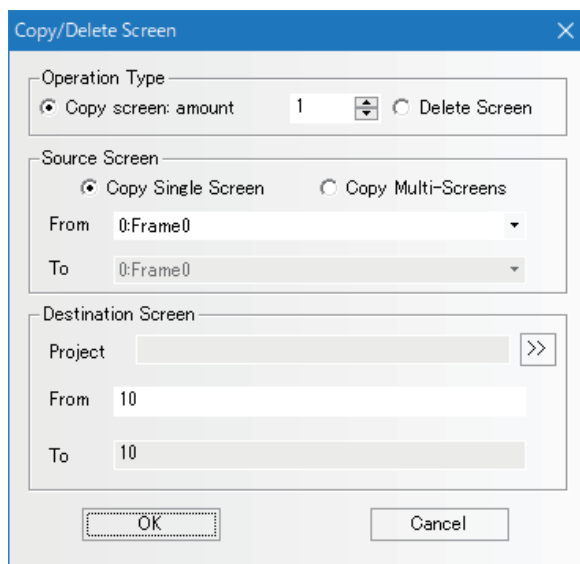 Copy/Delete Screen
Operation Type
Copy screen: amount 1 Delete Screen
Source Screen
Copy Single Screen Copy Multi-Screens
From 0:Frame0
To 0:Frame0
Destination Screen
Project >>
From 10
To 10
OK Cancel